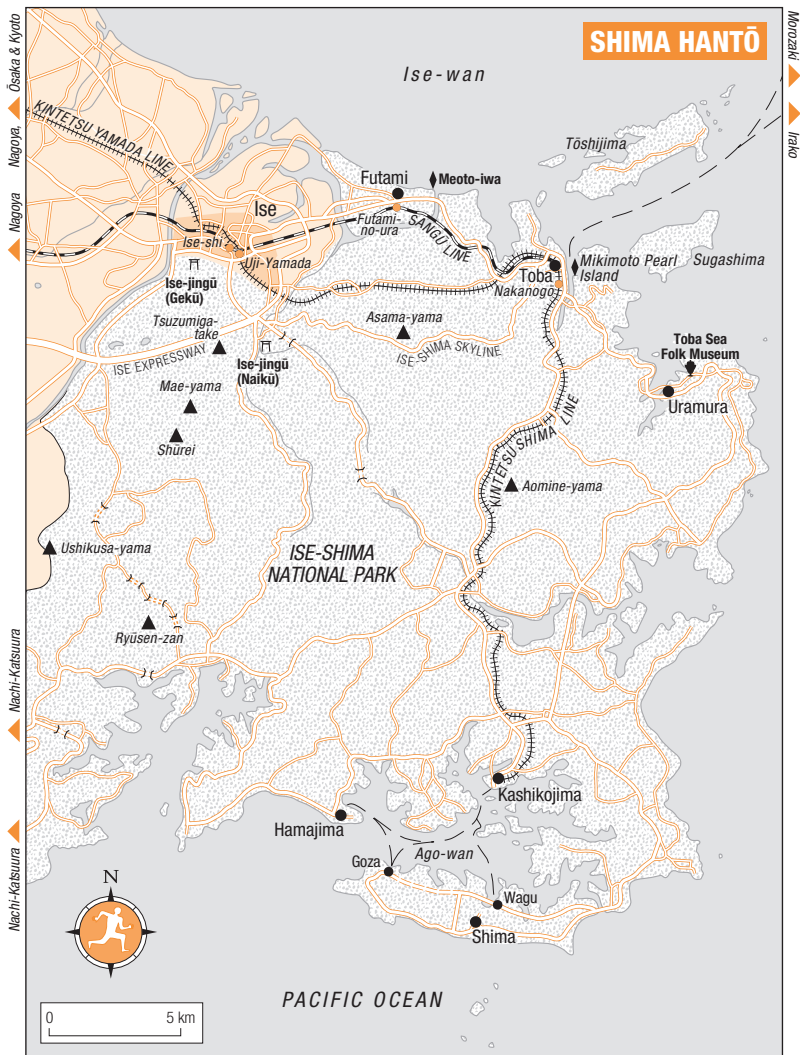 SHIMA HANTŌ
Ōsaka & Kyoto
Nagoya,
Nagoya
Nachi-Katsuura
Nachi-Katsuura
Morozaki
Irako
Ise-wan
Tōshijima
KINTETSU YAMADA LINE
Futami
Meoto-iwa
Ise
Futami-
no-ura
SANGŪ LINE
Ise-shi
Uji-Yamada
Toba
Nakanogō
Mikimoto Pearl
Island
Sugashima
Ise-jingū
(Gekū)
Tsuzumiga-
take
Asama-yama
ISE-SHIMA SKYLINE
ISE EXPRESSWAY
Ise-jingū
(Naikū)
Toba Sea
Folk Museum
Mae-yama
Uramura
Shūrei
KINTETSU SHIMA LINE
Aomine-yama
Ushikusa-yama
ISE-SHIMA
NATIONAL PARK
Ryūsen-zan
Kashikojima
Hamajima
Ago-wan
Goza
Wagu
Shima
N
PACIFIC OCEAN
0
5 km